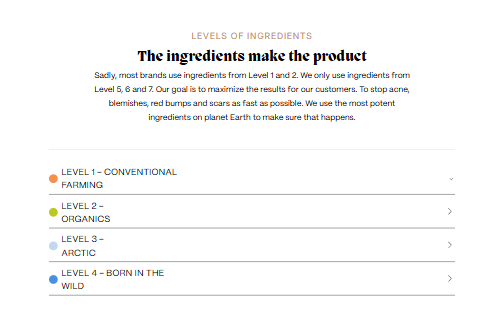 LEVELS OF INGREDIENTS
The ingredients make the product
Sadly, most brands use ingredients from Level 1 and 2. We only use ingredients from
Level 5, 6 and 7. Our goal is to maximize the results for our customers. To stop acne,
blemishes, red bumps and scars as fast as possible. We use the most potent
ingredients on planet Earth to make sure that happens.
LEVEL 1 – CONVENTIONAL
FARMING
LEVEL 2 –
ORGANICS
LEVEL 3 –
ARCTIC
LEVEL 4 – BORN IN THE
WILD